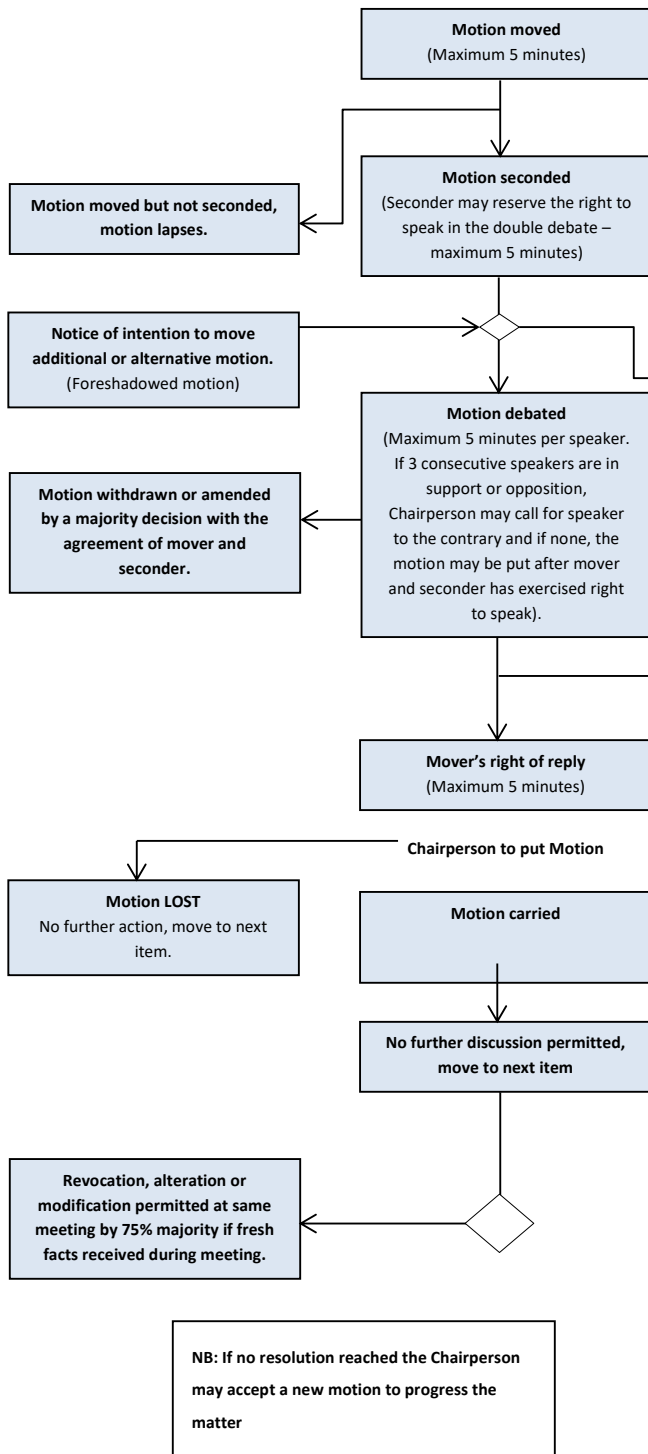 Motion moved
(Maximum 5 minutes)
Motion seconded
(Seconder may reserve the right to
speak in the double debate –
maximum 5 minutes)
Motion moved but not seconded,
motion lapses.
Notice of intention to move
additional or alternative motion.
(Foreshadowed motion)
Motion debated
(Maximum 5 minutes per speaker.
If 3 consecutive speakers are in
support or opposition,
Chairperson may call for speaker
to the contrary and if none, the
motion may be put after mover
and seconder has exercised right
to speak).
Motion withdrawn or amended
by a majority decision with the
agreement of mover and
seconder.
Mover’s right of reply
(Maximum 5 minutes)
Chairperson to put Motion
Motion LOST
No further action, move to next
item.
Motion carried
No further discussion permitted,
move to next item
Revocation, alteration or
modification permitted at same
meeting by 75% majority if fresh
facts received during meeting.
NB: If no resolution reached the Chairperson
may accept a new motion to progress the
matter